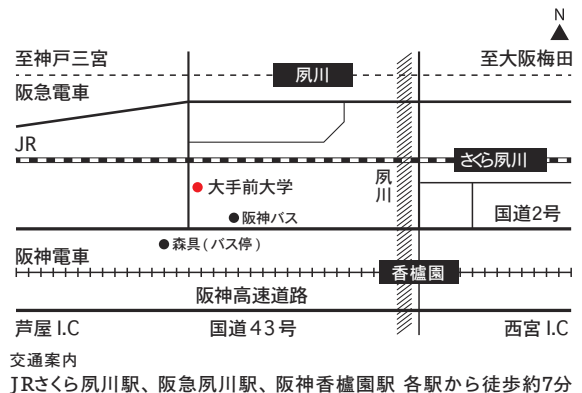 N
至神戸三宮
至大阪梅田
夙川
阪急電車
JR
さくら夙川
大手前大学
夙川
国道2号
阪神バス
森具(バス停)
阪神電車
香櫨園
阪神高速道路
芦屋 I.C
国道43号
西宮 I.C
交通案内
JRさくら夙川駅、阪急夙川駅、阪神香櫨園駅 各駅から徒歩約7分